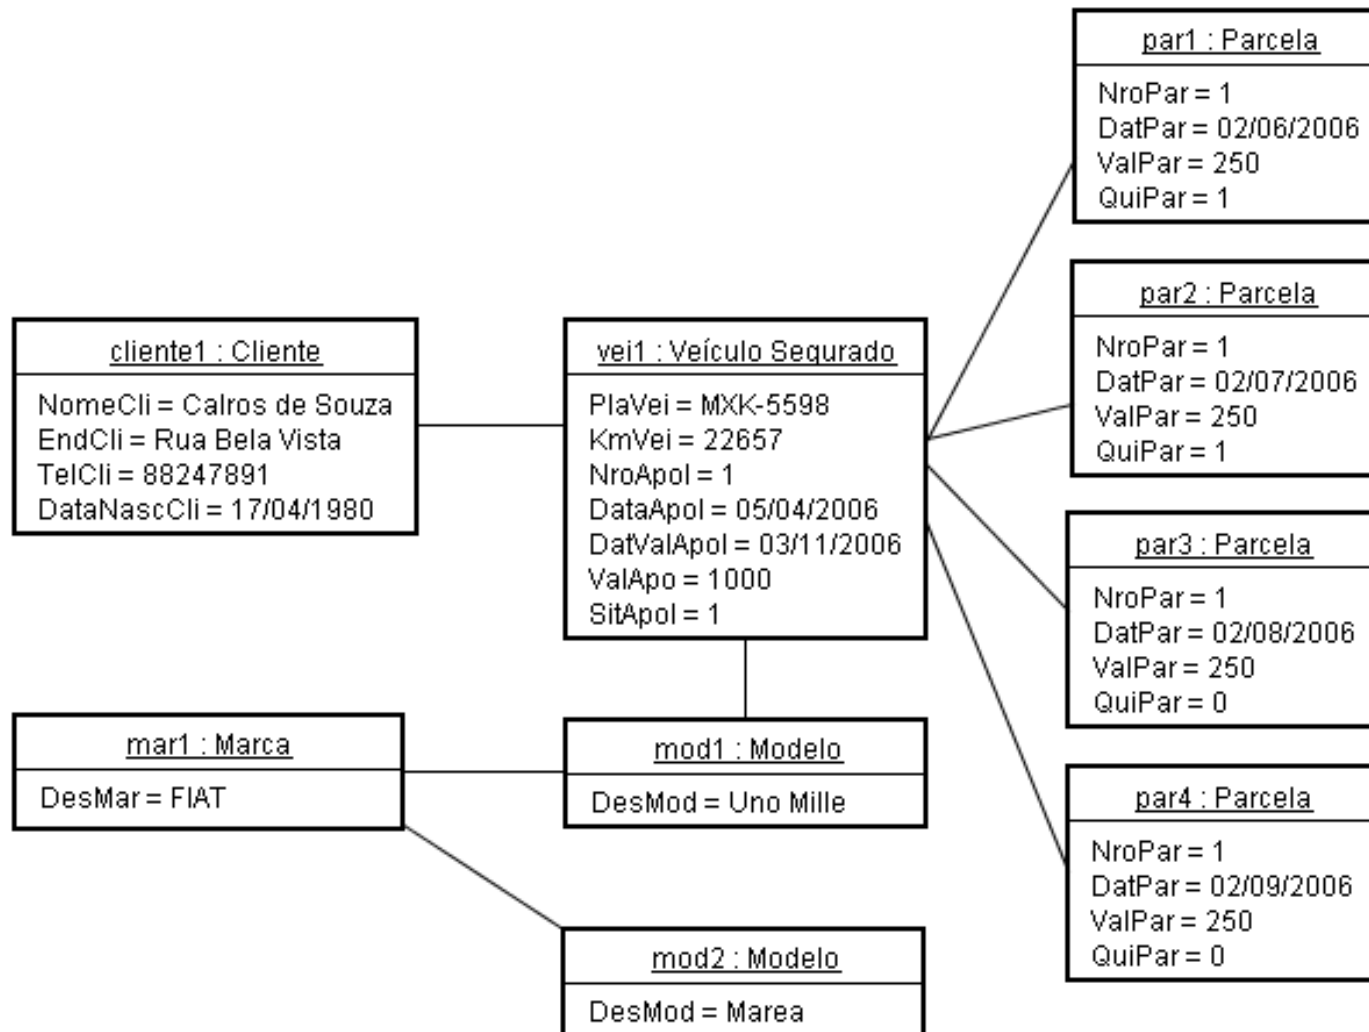 par1 : Parcela
NroPar = 1
DatPar = 02/06/2006
ValPar = 250
QuiPar = 1
par2 : Parcela
NroPar = 1
DatPar = 02/07/2006
ValPar = 250
QuiPar = 1
cliente1 : Cliente
NomeCli = Calros de Souza
EndCli = Rua Bela Vista
TelCli = 88247891
DataNascCli = 17/04/1980
vei1 : Veículo Sequrado
PlaVei = MXK-5598
KmVei = 22657
NroApol = 1
DataApol = 05/04/2006
DatValApol = 03/11/2006
ValApo = 1000
SitApol = 1
par3 : Parcela
NroPar = 1
DatPar = 02/08/2006
ValPar = 250
QuiPar = 0
mar1 : Marca
DesMar = FIAT
mod1 : Modelo
DesMod = Uno Mille
par4 : Parcela
NroPar = 1
DatPar = 02/09/2006
ValPar = 250
QuiPar = 0
mod2 : Modelo
DesMod = Marea